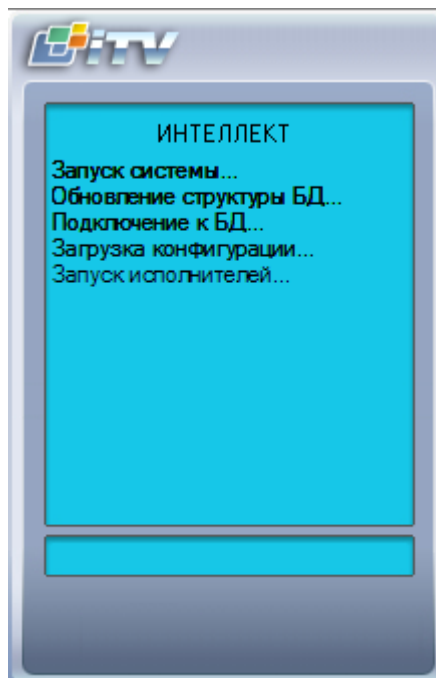 iTV
ИНТЕЛЛЕКТ
Запуск системы...
Обновление структуры БД...
Подключение к БД...
Загрузка конфигурации...
Запуск исполнителей...